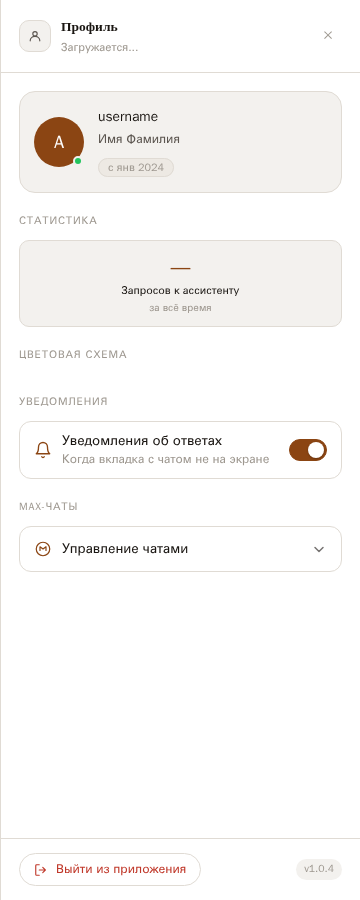 Профиль
Загружается...
username
А
Имя Фамилия
с янв 2024
СТАТИСТИКА
—
Запросов к ассистенту
за всё время
ЦВЕТОВАЯ СХЕМА
УВЕДОМЛЕНИЯ
Уведомления об ответах
Когда вкладка с чатом не на экране
MAX-ЧАТЫ
Управление чатами
Выйти из приложения
v1.0.4